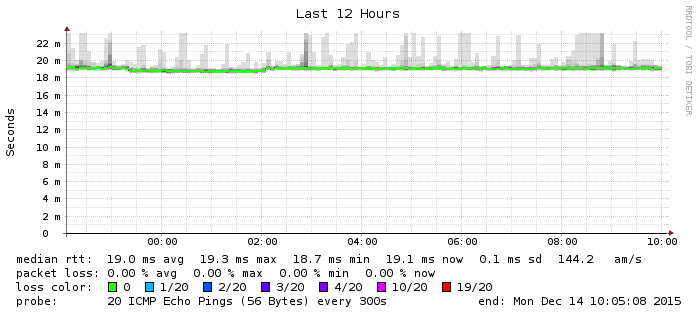 Last 12 Hours
RRDTOOL / TOBI OETIKER
Seconds
22 m
20 m
18 m
16 m
14 m
12 m
10 m
8 m
6 m
4 m
2 m
0
00:00 02:00 04:00 06:00 08:00 10:00
median rtt: 19.0 ms avg 19.3 ms max 18.7 ms min 19.1 ms now 0.1 ms sd 144.2 am/s
packet loss: 0.00 % avg 0.00 % max 0.00 % min 0.00 % now
loss color: 0 1/20 2/20 3/20 4/20 10/20 19/20
probe: 20 ICMP Echo Pings (56 Bytes) every 300s end: Mon Dec 14 10:05:08 2015